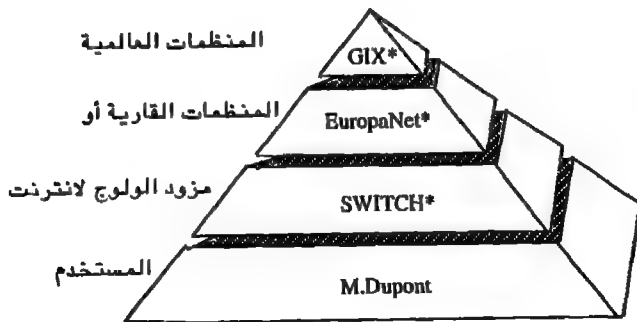 المنظمات العالمية
GIX*
المنظمات القارية أو
EuropaNet*
مزود الولوج لانترنت
SWITCH*
المستخدم
M.Dupont